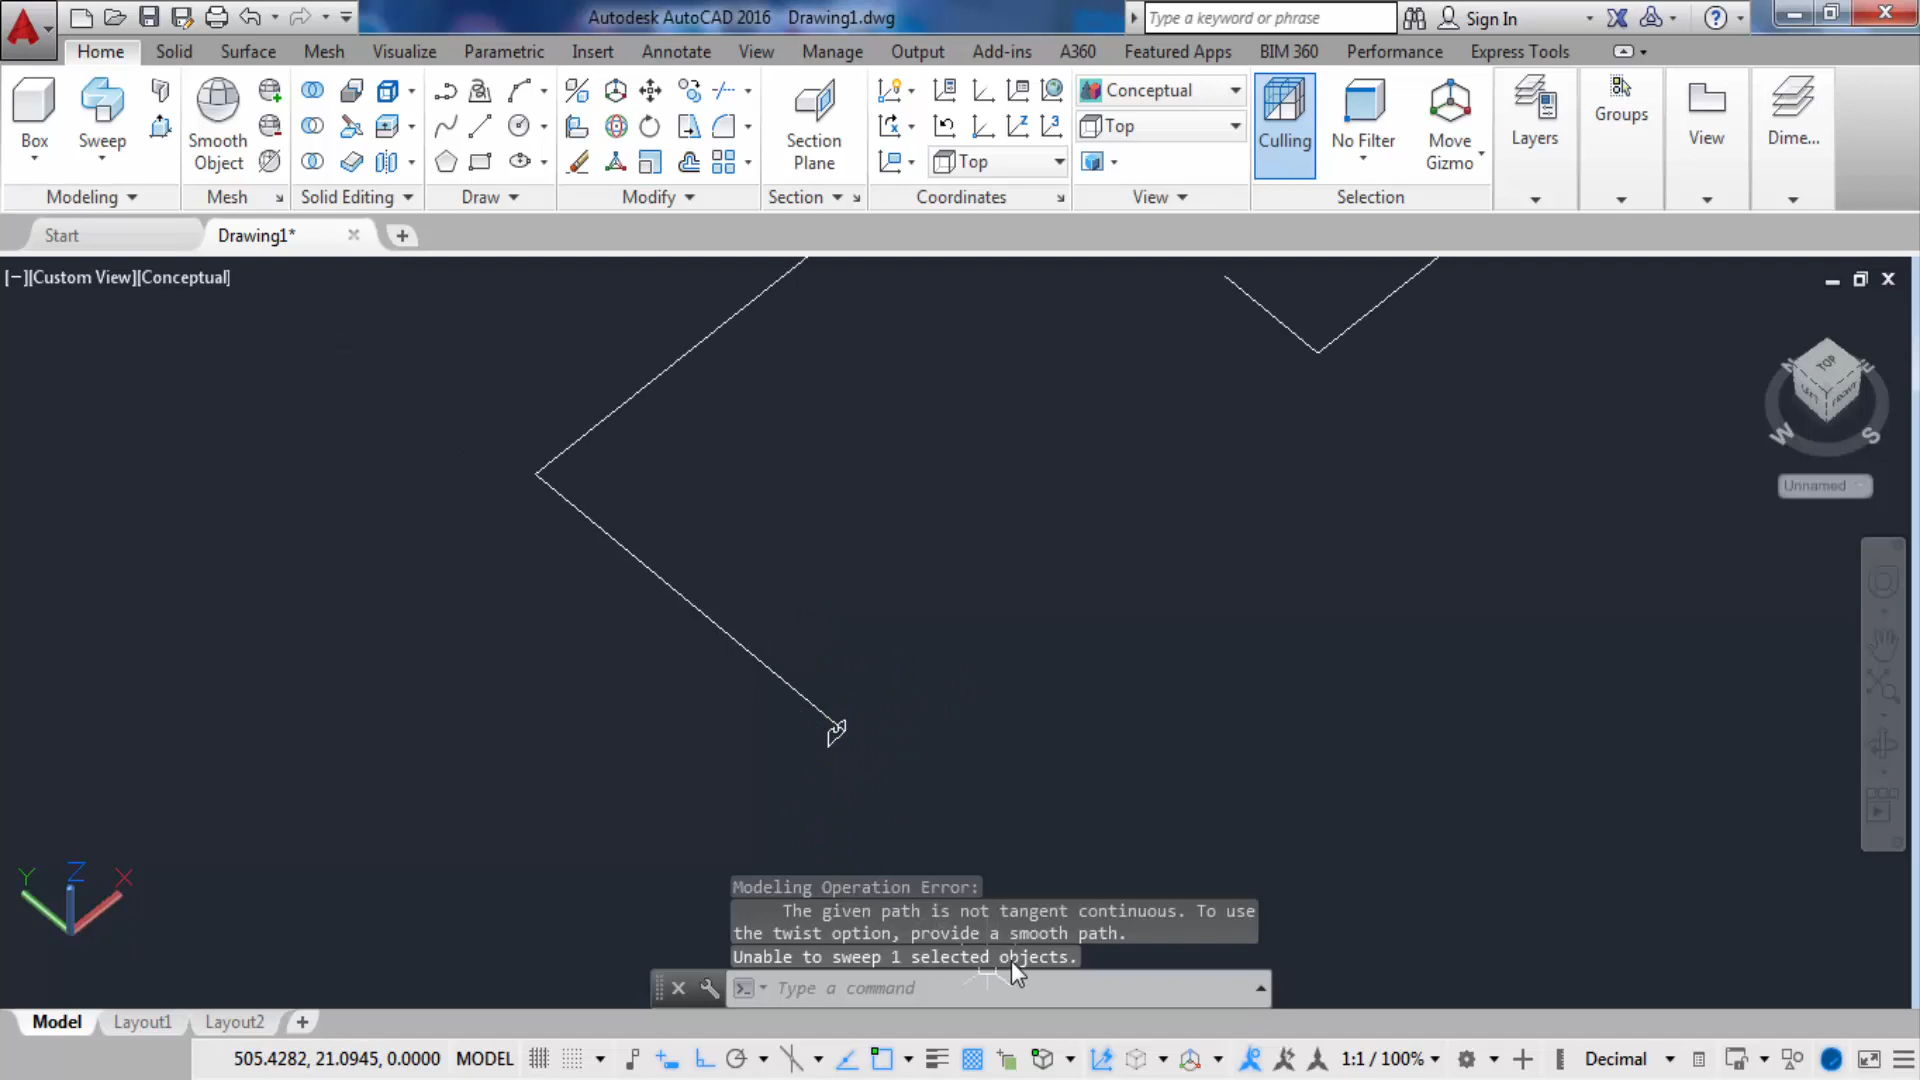 Autodesk AutoCAD 2016 Drawing1.dwg
Type a keyword or phrase
Sign In
Home Solid Surface Mesh Visualize Parametric Insert Annotate View Manage Output Add-ins A360 Featured Apps BIM 360 Performance Express Tools
Box
Sweep
Smooth Object
Section Plane
Top
Conceptual
Top
Culling
No Filter
Move Gizmo
Layers
Groups
View
Dime...
Modeling Mesh Solid Editing Draw Modify Section Coordinates View Selection
Start Drawing1*
[−][Custom View][Conceptual]
TOP
LEFT
FRONT
N
E
W
S
Unnamed
Y Z X
Modeling Operation Error:
The given path is not tangent continuous. To use
the twist option, provide a smooth path.
Unable to sweep 1 selected objects.
Type a command
Model Layout1 Layout2
505.4282, 21.0945, 0.0000 MODEL 1:1 / 100% Decimal